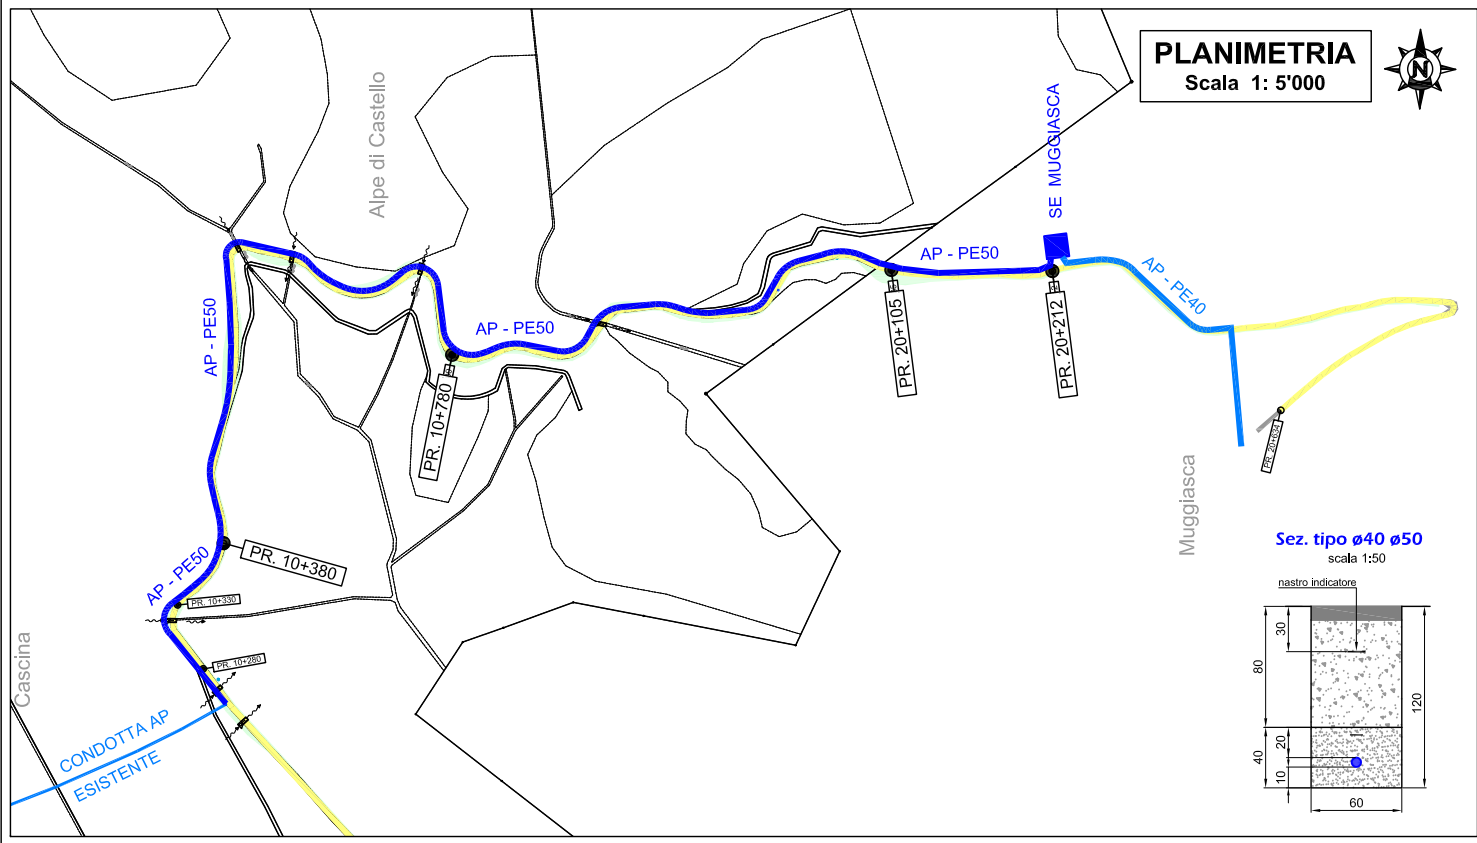 PLANIMETRIA
Scala 1: 5'000
N
Alpe di Castello
SE MUGGIASCA
AP - PE50
AP - PE40
AP - PE50
AP - PE50
PR. 20+105
PR. 20+212
PR. 10+780
PR. 20+634
Muggiasca
AP - PE50
PR. 10+380
PR. 10+330
PR. 10+280
Cascina
CONDOTTA AP
ESISTENTE
Sez. tipo ø40 ø50
scala 1:50
nastro indicatore
30
80
120
20
40
10
60